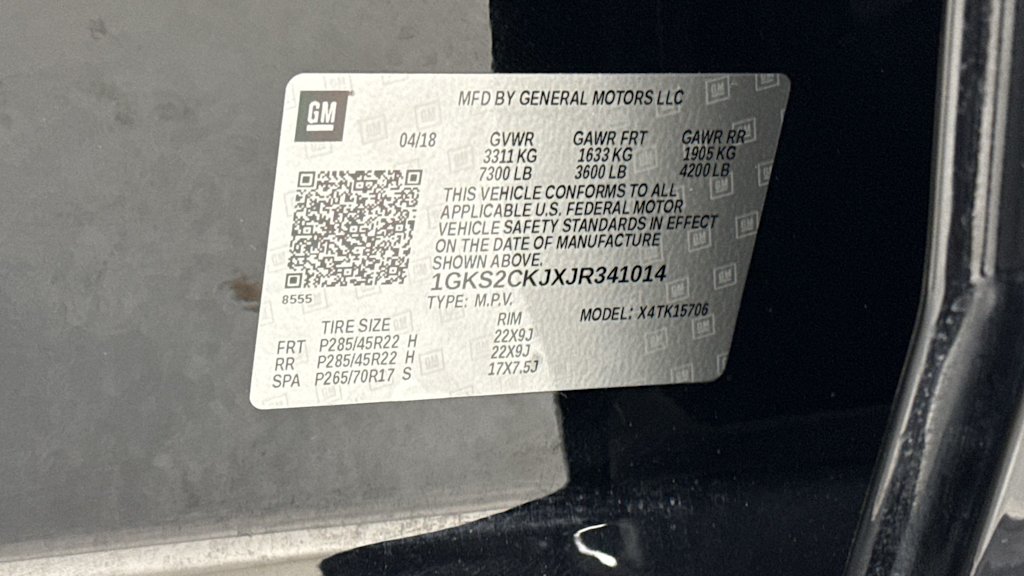 GM
MFD BY GENERAL MOTORS LLC
04/18 GVWR GAWR FRT GAWR RR
3311 KG 1633 KG 1905 KG
7300 LB 3600 LB 4200 LB
THIS VEHICLE CONFORMS TO ALL
APPLICABLE U.S. FEDERAL MOTOR
VEHICLE SAFETY STANDARDS IN EFFECT
ON THE DATE OF MANUFACTURE
SHOWN ABOVE.
1GKS2CKJXJR341014
8555
TYPE: M.P.V.
MODEL: X4TK15706
TIRE SIZE RIM
FRT P285/45R22 H 22X9J
RR P285/45R22 H 22X9J
SPA P265/70R17 S 17X7.5J